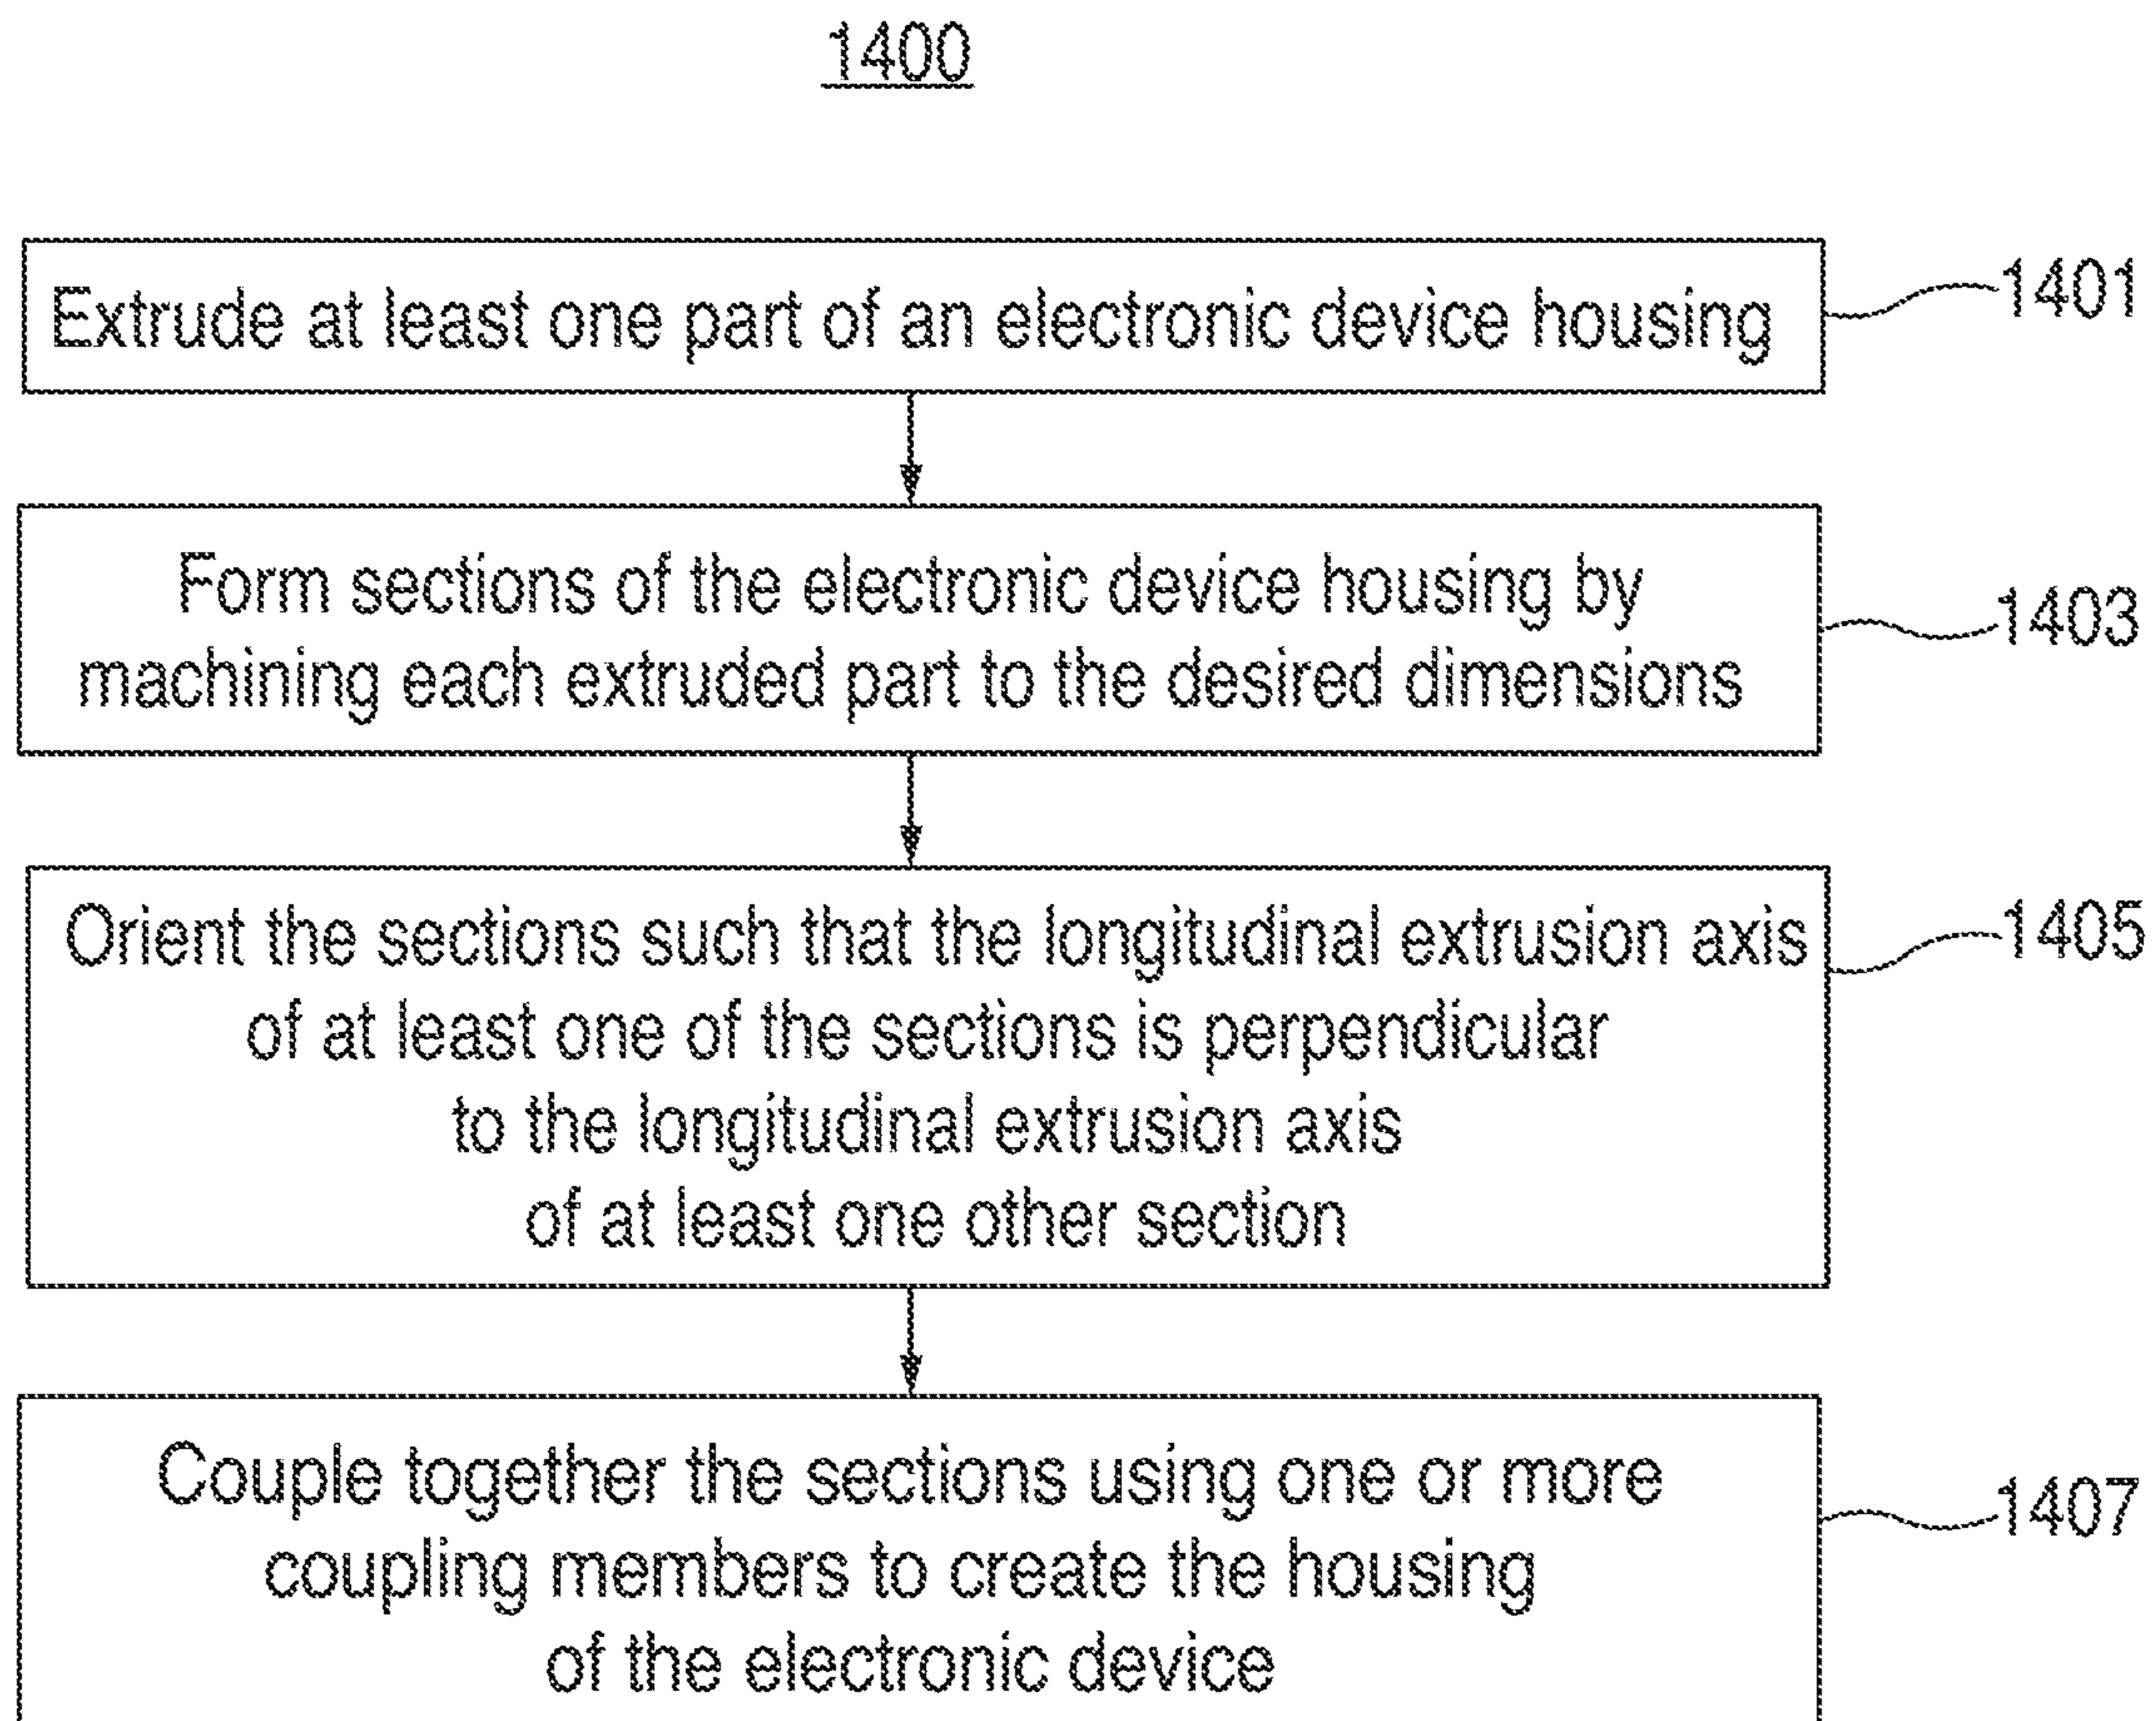 1400
Extrude at least one part of an electronic device housing
1401
Form sections of the electronic device housing by
machining each extruded part to the desired dimensions
1403
Orient the sections such that the longitudinal extrusion axis
of at least one of the sections is perpendicular
to the longitudinal extrusion axis
of at least one other section
1405
Couple together the sections using one or more
coupling members to create the housing
of the electronic device
1407